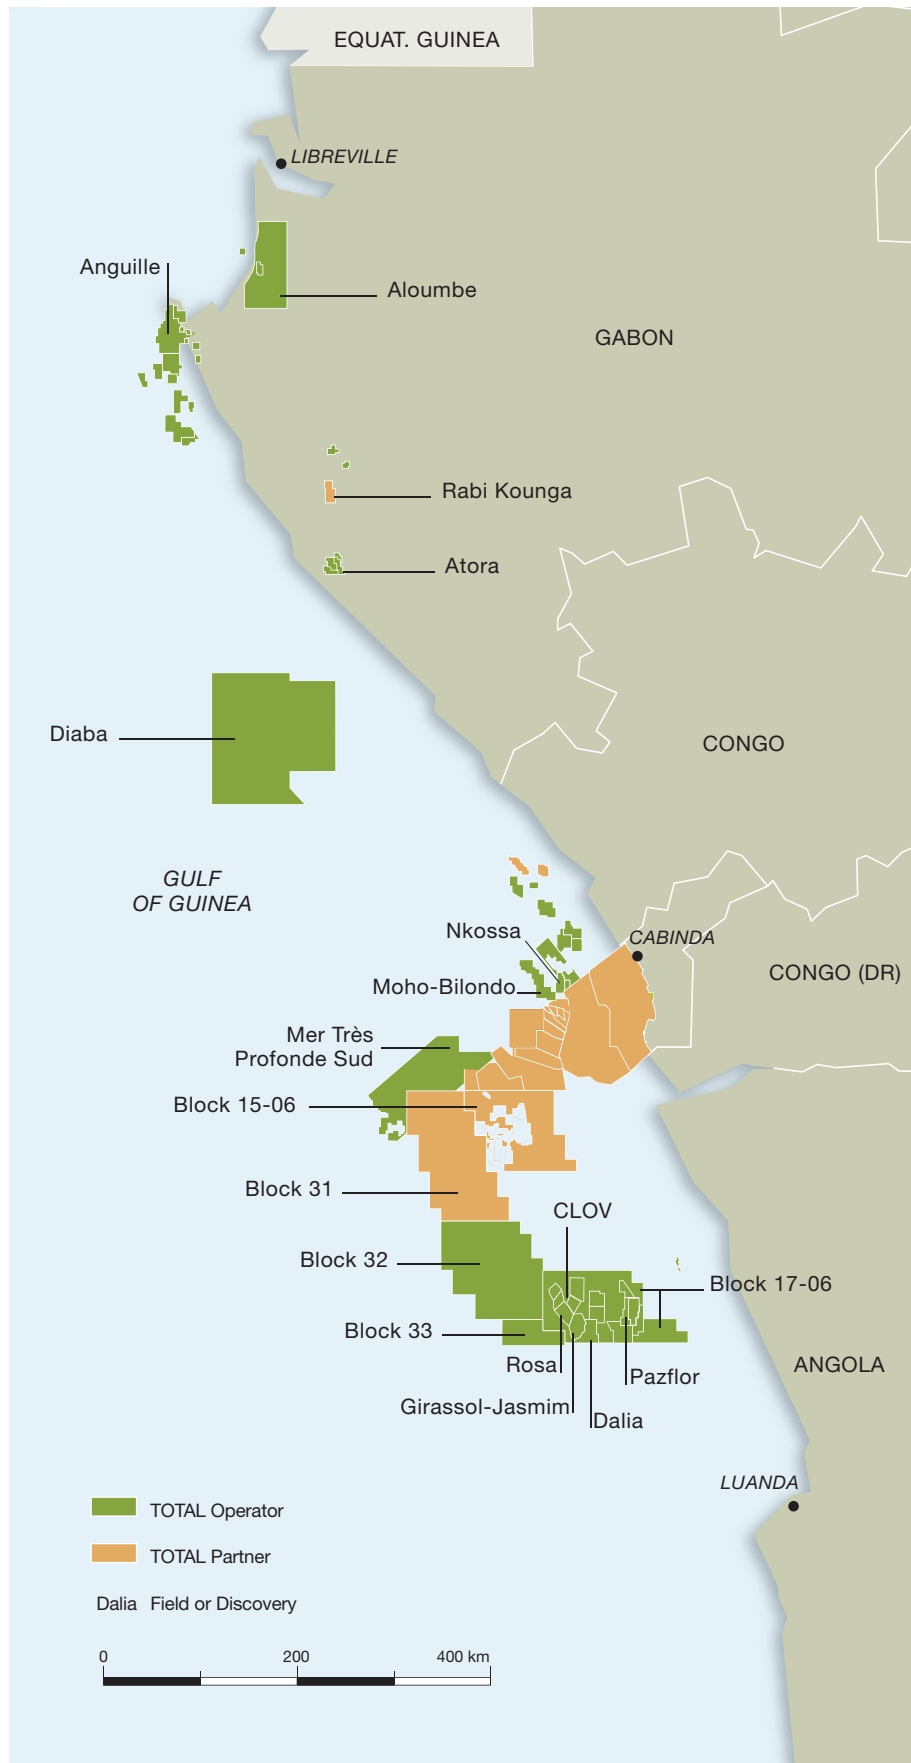 EQUAT. GUINEA
LIBREVILLE
Anguille
Aloumbe
GABON
Rabi Kounga
Atora
Diaba
CONGO
GULF
OF GUINEA
Nkossa
CABINDA
CONGO (DR)
Moho-Bilondo
Mer Très
Profonde Sud
Block 15-06
Block 31
CLOV
Block 32
Block 17-06
Block 33
Rosa
ANGOLA
Pazflor
Girassol-Jasmim
Dalia
LUANDA
TOTAL Operator
TOTAL Partner
Dalia Field or Discovery
0 200 400 km